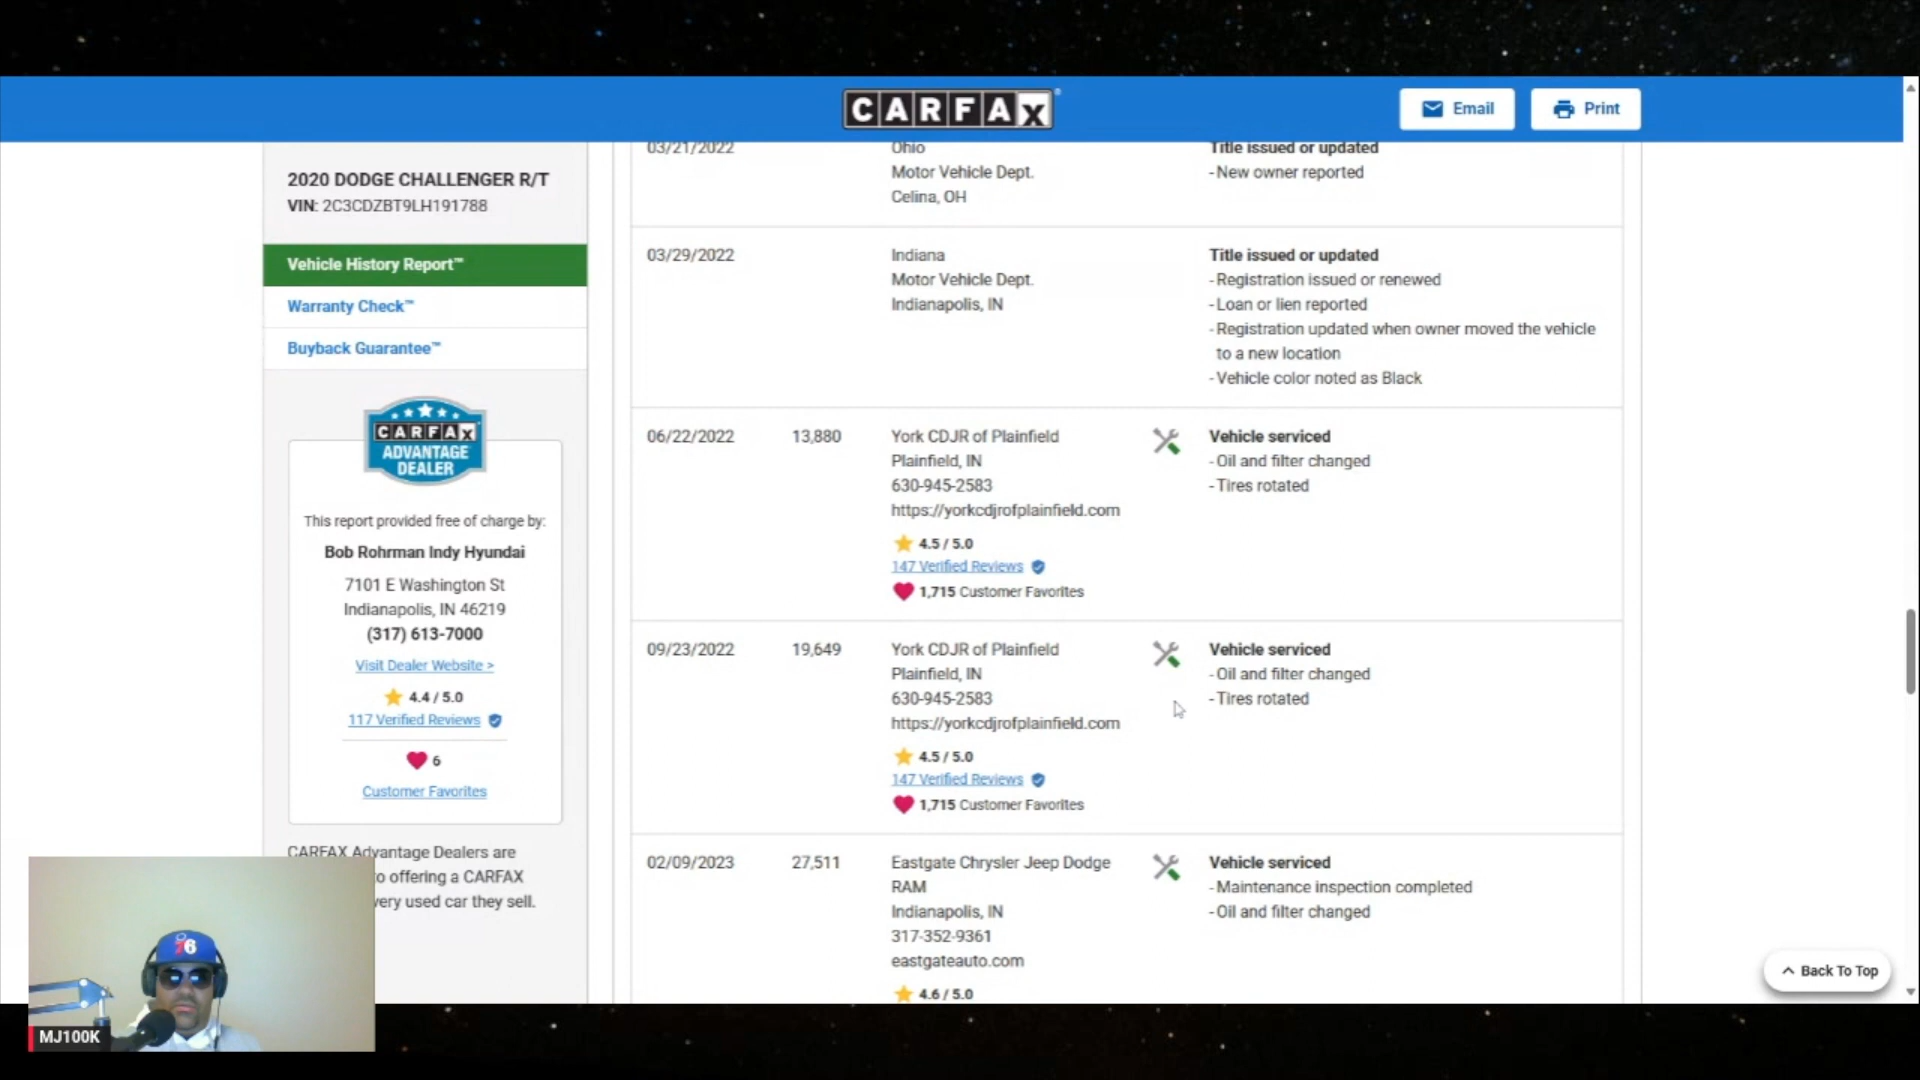 CARFAX
Email
Print
2020 DODGE CHALLENGER R/T
VIN: 2C3CDZBT9LH191788
Vehicle History Report™
Warranty Check™
Buyback Guarantee™
CARFAX
ADVANTAGE
DEALER
This report provided free of charge by:
Bob Rohrman Indy Hyundai
7101 E Washington St
Indianapolis, IN 46219
(317) 613-7000
Visit Dealer Website >
4.4 / 5.0
117 Verified Reviews
6
Customer Favorites
CARFAX Advantage Dealers are
o offering a CARFAX
very used car they sell.
03/21/2022 Ohio Title issued or updated
Motor Vehicle Dept. - New owner reported
Celina, OH
03/29/2022 Indiana Title issued or updated
Motor Vehicle Dept. - Registration issued or renewed
Indianapolis, IN - Loan or lien reported
- Registration updated when owner moved the vehicle
to a new location
- Vehicle color noted as Black
06/22/2022 13,880 York CDJR of Plainfield Vehicle serviced
Plainfield, IN - Oil and filter changed
630-945-2583 - Tires rotated
https://yorkcdjrofplainfield.com
4.5 / 5.0
147 Verified Reviews
1,715 Customer Favorites
09/23/2022 19,649 York CDJR of Plainfield Vehicle serviced
Plainfield, IN - Oil and filter changed
630-945-2583 - Tires rotated
https://yorkcdjrofplainfield.com
4.5 / 5.0
147 Verified Reviews
1,715 Customer Favorites
02/09/2023 27,511 Eastgate Chrysler Jeep Dodge Vehicle serviced
RAM - Maintenance inspection completed
Indianapolis, IN - Oil and filter changed
317-352-9361
eastgateauto.com
4.6 / 5.0
Back To Top
76
MJ100K